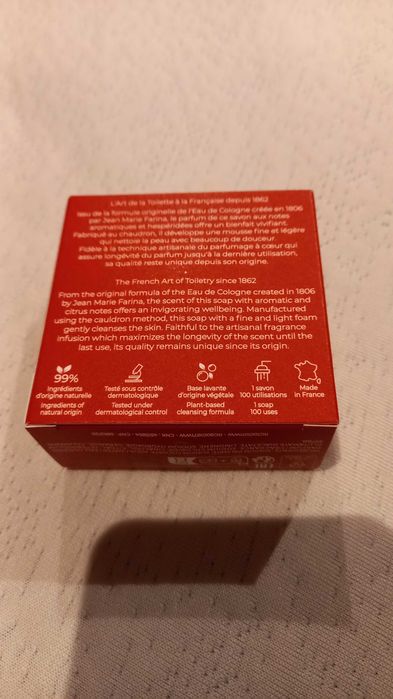 L'Art de la Toilette à la Française depuis 1862
Issu de la formule originelle de l'Eau de Cologne créée en 1806
par Jean Marie Farina, le parfum de ce savon aux notes
aromatiques et hespéridées offre un bienfait vivifiant.
Fabriqué au chaudron, il développe une mousse fine et légère
qui nettoie la peau avec beaucoup de douceur.
Fidèle à la technique artisanale du parfumage à cœur qui
assure longévité du parfum jusqu'à la dernière utilisation,
sa qualité reste unique depuis son origine.
The French Art of Toiletry since 1862
From the original formula of the Eau de Cologne created in 1806
by Jean Marie Farina, the scent of this soap with aromatic and
citrus notes offers an invigorating wellbeing. Manufactured
using the cauldron method, this soap with a fine and light foam
gently cleanses the skin. Faithful to the artisanal fragrance
infusion which maximizes the longevity of the scent until the
last use, its quality remains unique since its origin.
99%
Ingrédients
d'origine naturelle
Ingredients of
natural origin
Testé sous contrôle
dermatologique
Tested under
dermatological control
Base lavante
d'origine végétale
Plant-based
cleansing formula
1 savon
100 utilisations
1 soap
100 uses
Made
in France